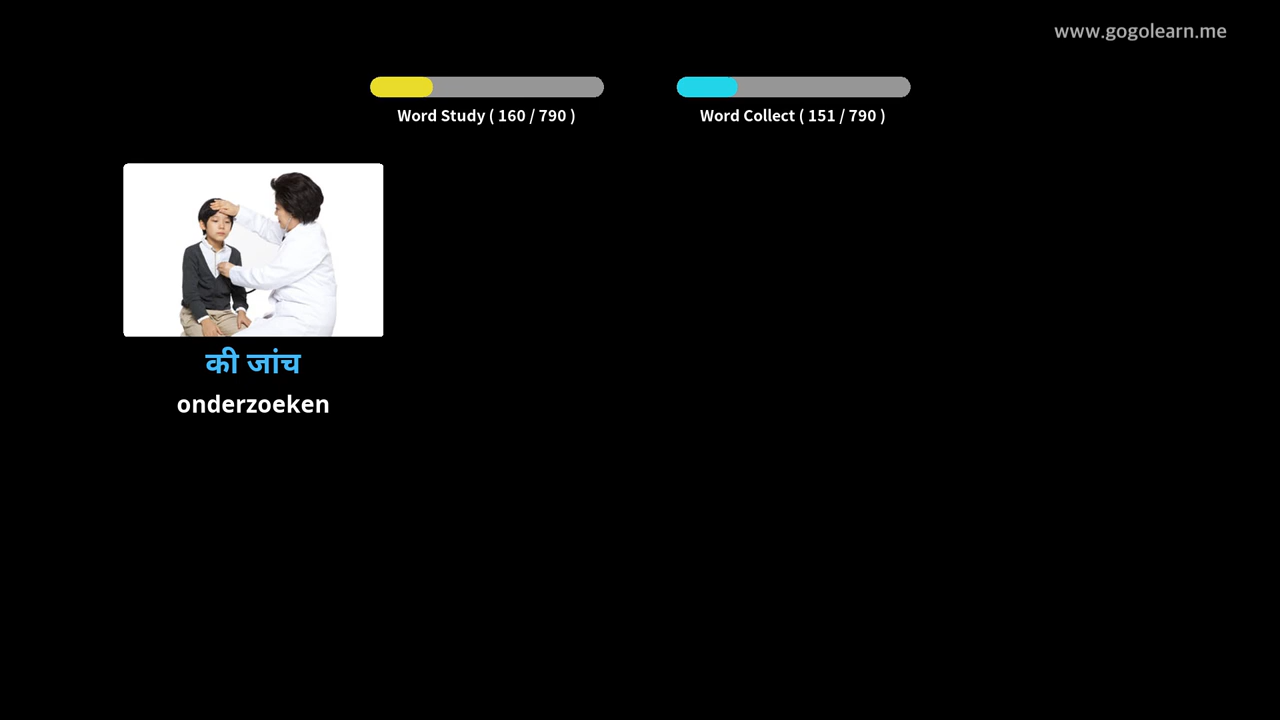 www.gogolearn.me
Word Study ( 160 / 790 )
Word Collect ( 151 / 790 )
की जांच
onderzoeken